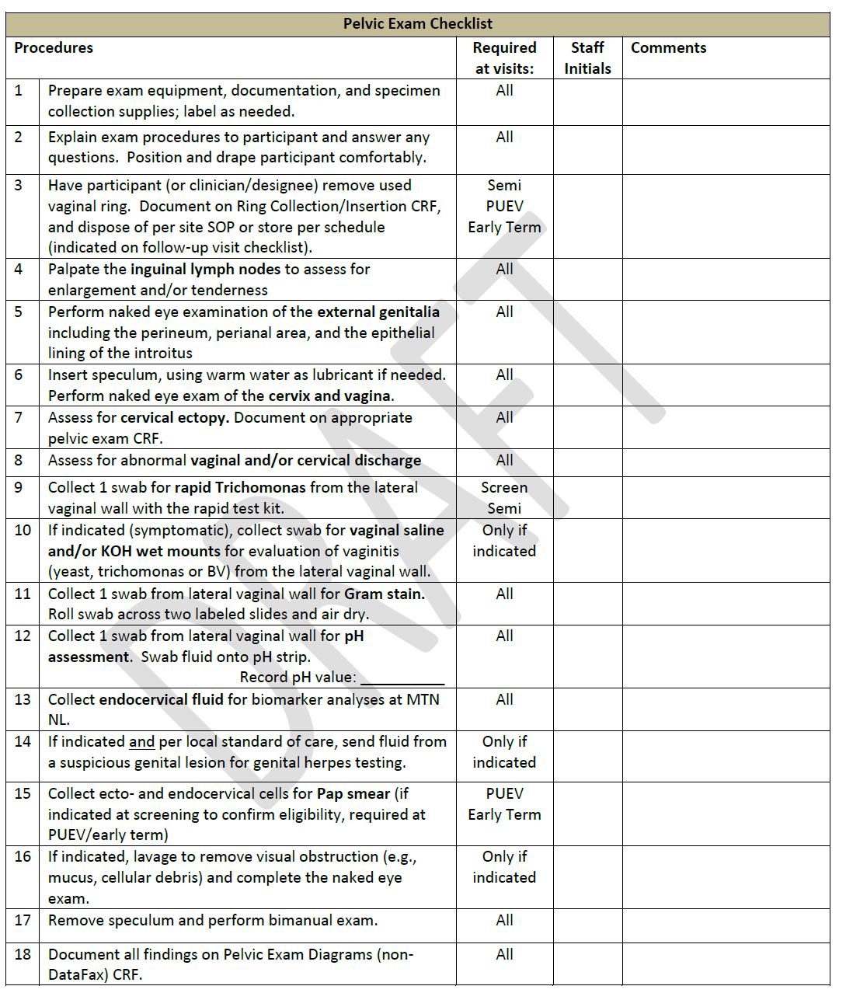 Pelvic Exam Checklist
Procedures
Required
at visits:
Staff
Initials
Comments
1
Prepare exam equipment, documentation, and specimen
collection supplies; label as needed.
All
2
Explain exam procedures to participant and answer any
questions.  Position and drape participant comfortably.
All
3
Have participant (or clinician/designee) remove used
vaginal ring.  Document on Ring Collection/Insertion CRF,
and dispose of per site SOP or store per schedule
(indicated on follow-up visit checklist).
Semi
PUEV
Early Term
4
Palpate the inguinal lymph nodes to assess for
enlargement and/or tenderness
All
5
Perform naked eye examination of the external genitalia
including the perineum, perianal area, and the epithelial
lining of the introitus
All
6
Insert speculum, using warm water as lubricant if needed.
Perform naked eye exam of the cervix and vagina.
All
7
Assess for cervical ectopy. Document on appropriate
pelvic exam CRF.
All
8
Assess for abnormal vaginal and/or cervical discharge
All
9
Collect 1 swab for rapid Trichomonas from the lateral
vaginal wall with the rapid test kit.
Screen
Semi
10
If indicated (symptomatic), collect swab for vaginal saline
and/or KOH wet mounts for evaluation of vaginitis
(yeast, trichomonas or BV) from the lateral vaginal wall.
Only if
indicated
11
Collect 1 swab from lateral vaginal wall for Gram stain.
Roll swab across two labeled slides and air dry.
All
12
Collect 1 swab from lateral vaginal wall for pH
assessment.  Swab fluid onto pH strip.
Record pH value: __________
All
13
Collect endocervical fluid for biomarker analyses at MTN
NL.
All
14
If indicated and per local standard of care, send fluid from
a suspicious genital lesion for genital herpes testing.
Only if
indicated
15
Collect ecto- and endocervical cells for Pap smear (if
indicated at screening to confirm eligibility, required at
PUEV/early term)
PUEV
Early Term
16
If indicated, lavage to remove visual obstruction (e.g.,
mucus, cellular debris) and complete the naked eye
exam.
Only if
indicated
17
Remove speculum and perform bimanual exam.
All
18
Document all findings on Pelvic Exam Diagrams (non-
DataFax) CRF.
All
DRAFT